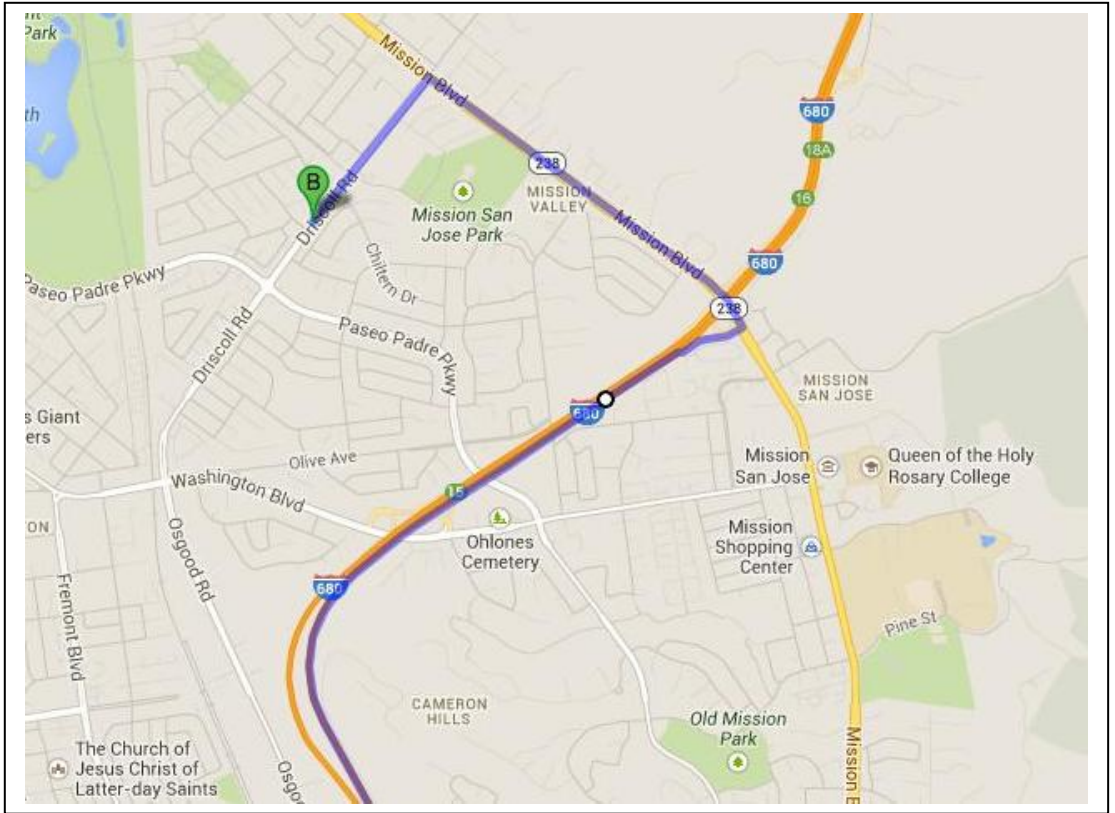 Park
Mission Blvd
680
18A
th
238
MISSION
VALLEY
16
B
Driscoll Rd
Mission San
Jose Park
Mission Blvd
680
Chiltern Dr
Paseo Padre Pkwy
238
Driscoll Rd
Paseo Padre Pkwy
MISSION
SAN JOSE
680
s Giant
ers
Olive Ave
Mission
San Jose
Queen of the Holy
Rosary College
Washington Blvd
15
ON
Ohlones
Cemetery
Mission
Shopping
Center
Osgood Rd
Fremont Blvd
680
Pine St
CAMERON
HILLS
Old Mission
Park
The Church of
Jesus Christ of
Latter-day Saints
Osgoo
Mission B